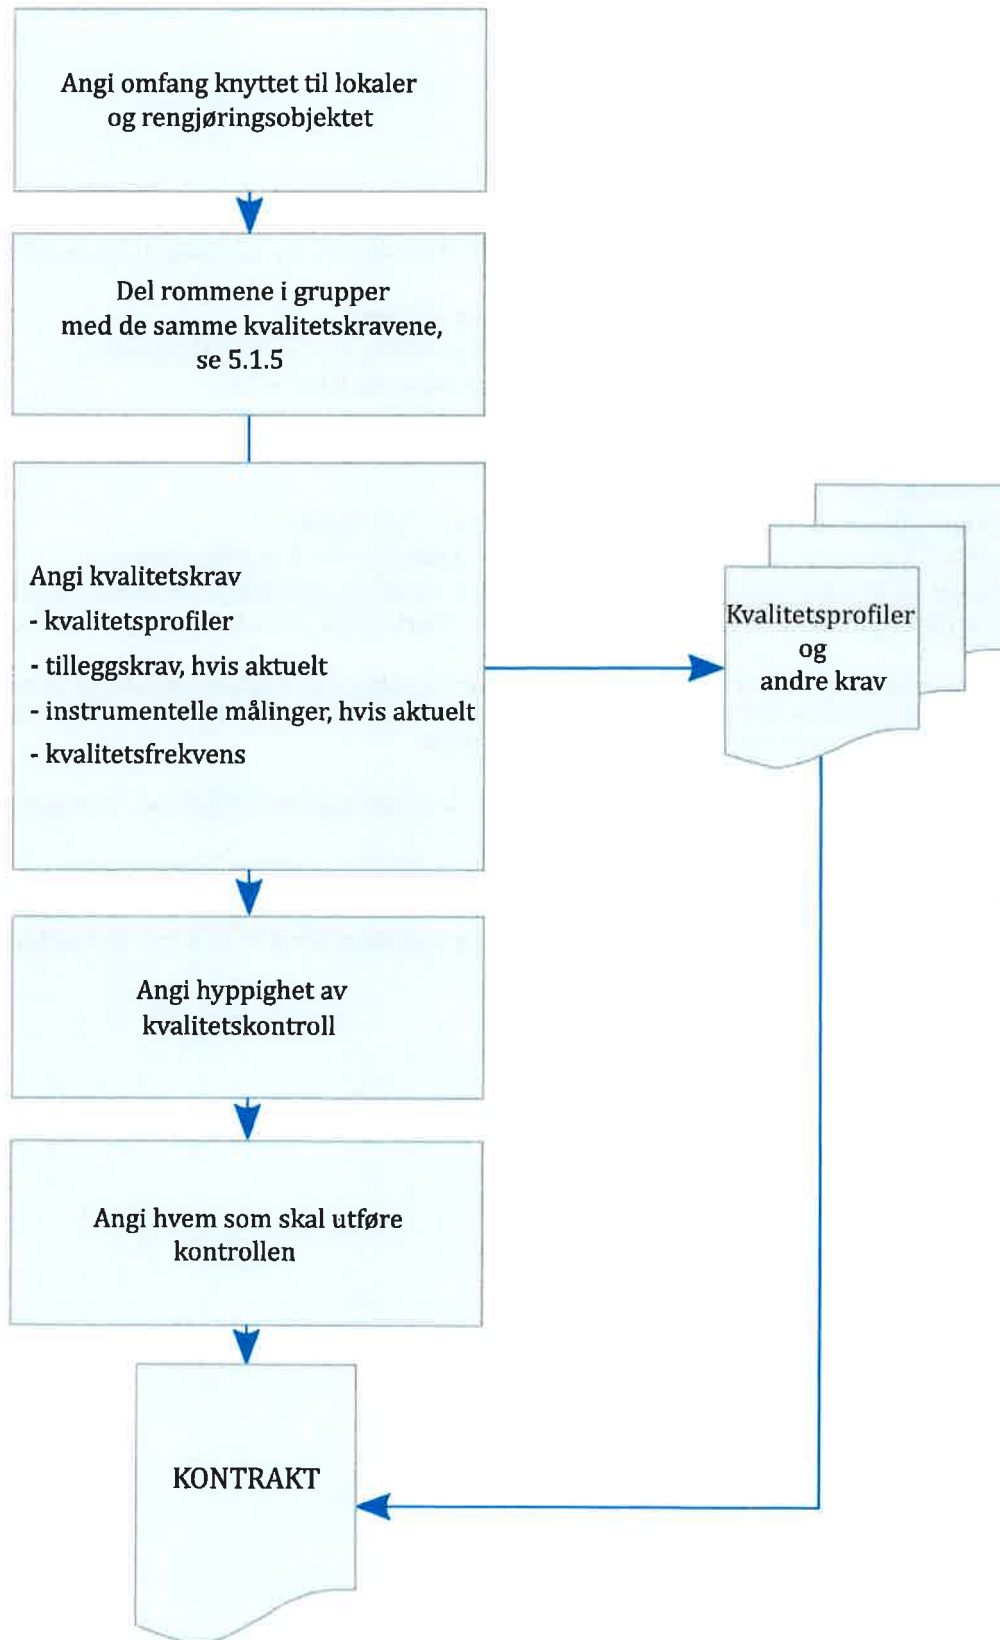 Angi omfang knyttet til lokaler
og rengjøringsobjektet
Del rommene i grupper
med de samme kvalitetskravene,
se 5.1.5
Angi kvalitetskrav
- kvalitetsprofiler
- tilleggskrav, hvis aktuelt
- instrumentelle målinger, hvis aktuelt
- kvalitetsfrekvens
Kvalitetsprofiler
og
andre krav
Angi hyppighet av
kvalitetskontroll
Angi hvem som skal utføre
kontrollen
KONTRAKT